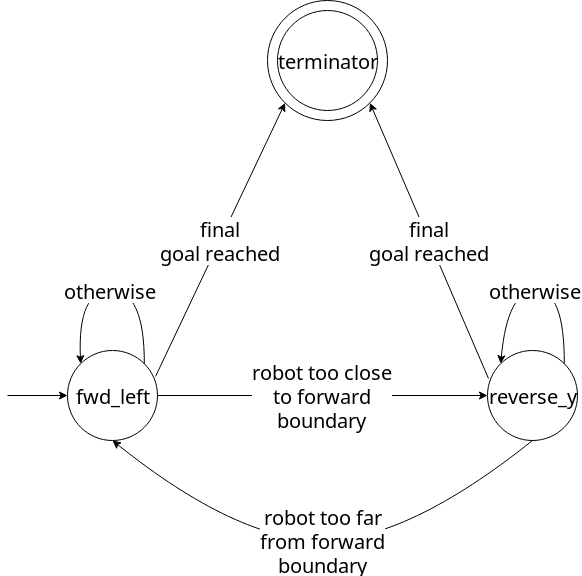 terminator
final
goal reached
final
goal reached
otherwise
otherwise
fwd_left
robot too close
to forward
boundary
reverse_y
robot too far
from forward
boundary